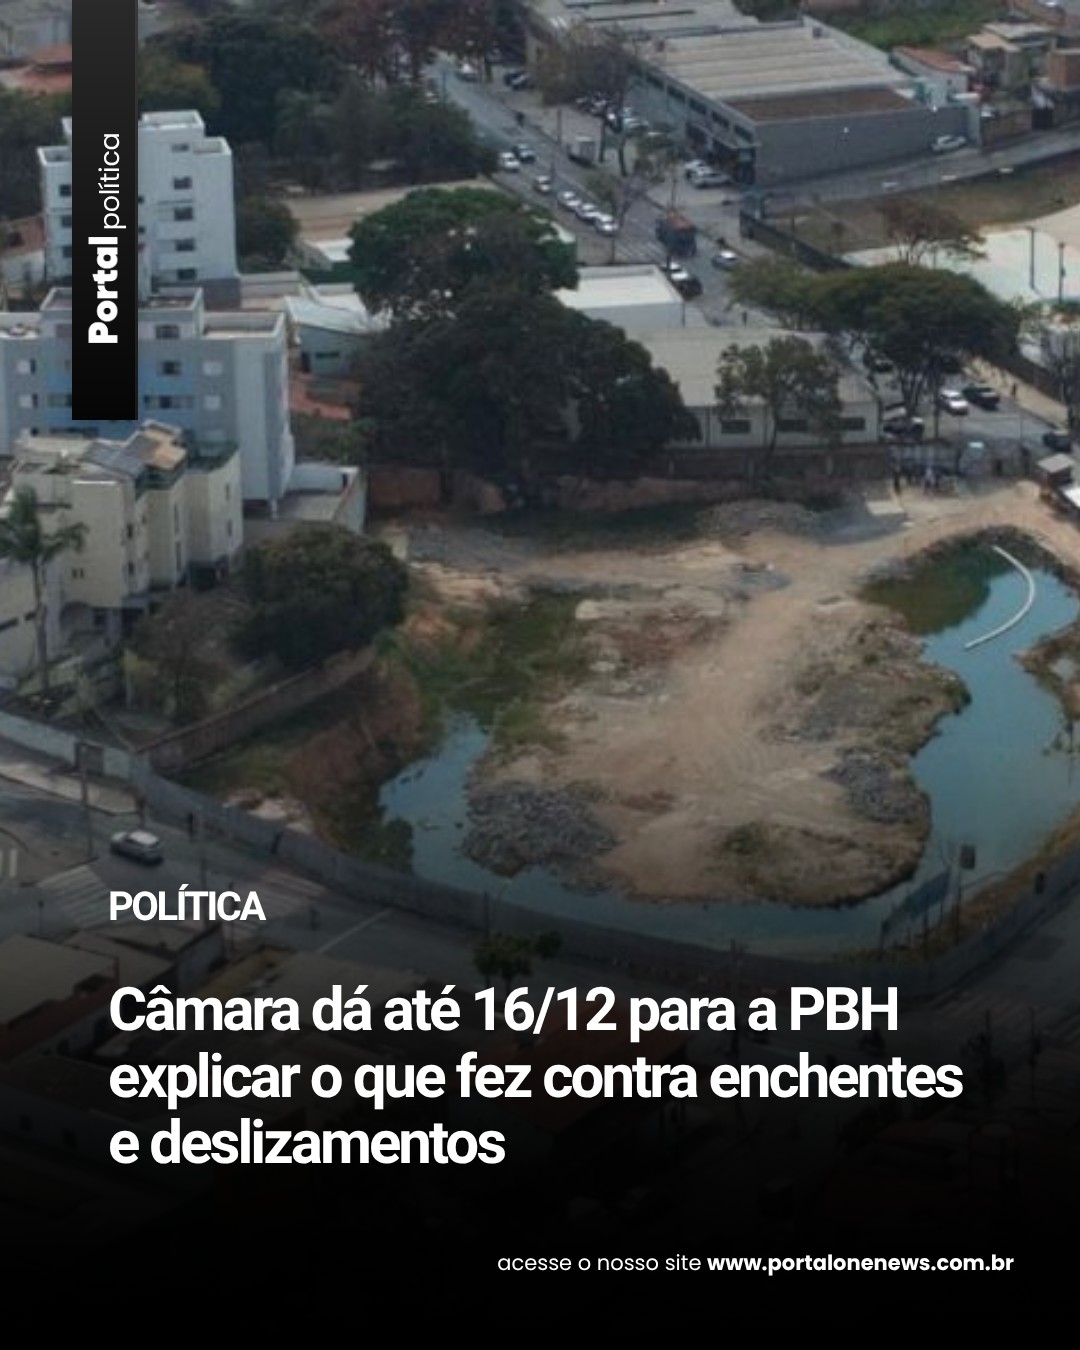 Portal política
POLÍTICA
Câmara dá até 16/12 para a PBH
explicar o que fez contra enchentes
e deslizamentos
acesse o nosso site www.portalonenews.com.br